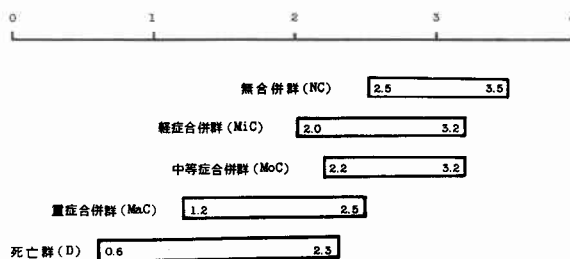 0 1 2 3
無合併群(NC) 2.5 3.5
軽症合併群(MiC) 2.0 3.2
中等症合併群(MoC) 2.2 3.2
重症合併群(MaC) 1.2 2.5
死亡群(D) 0.6 2.3